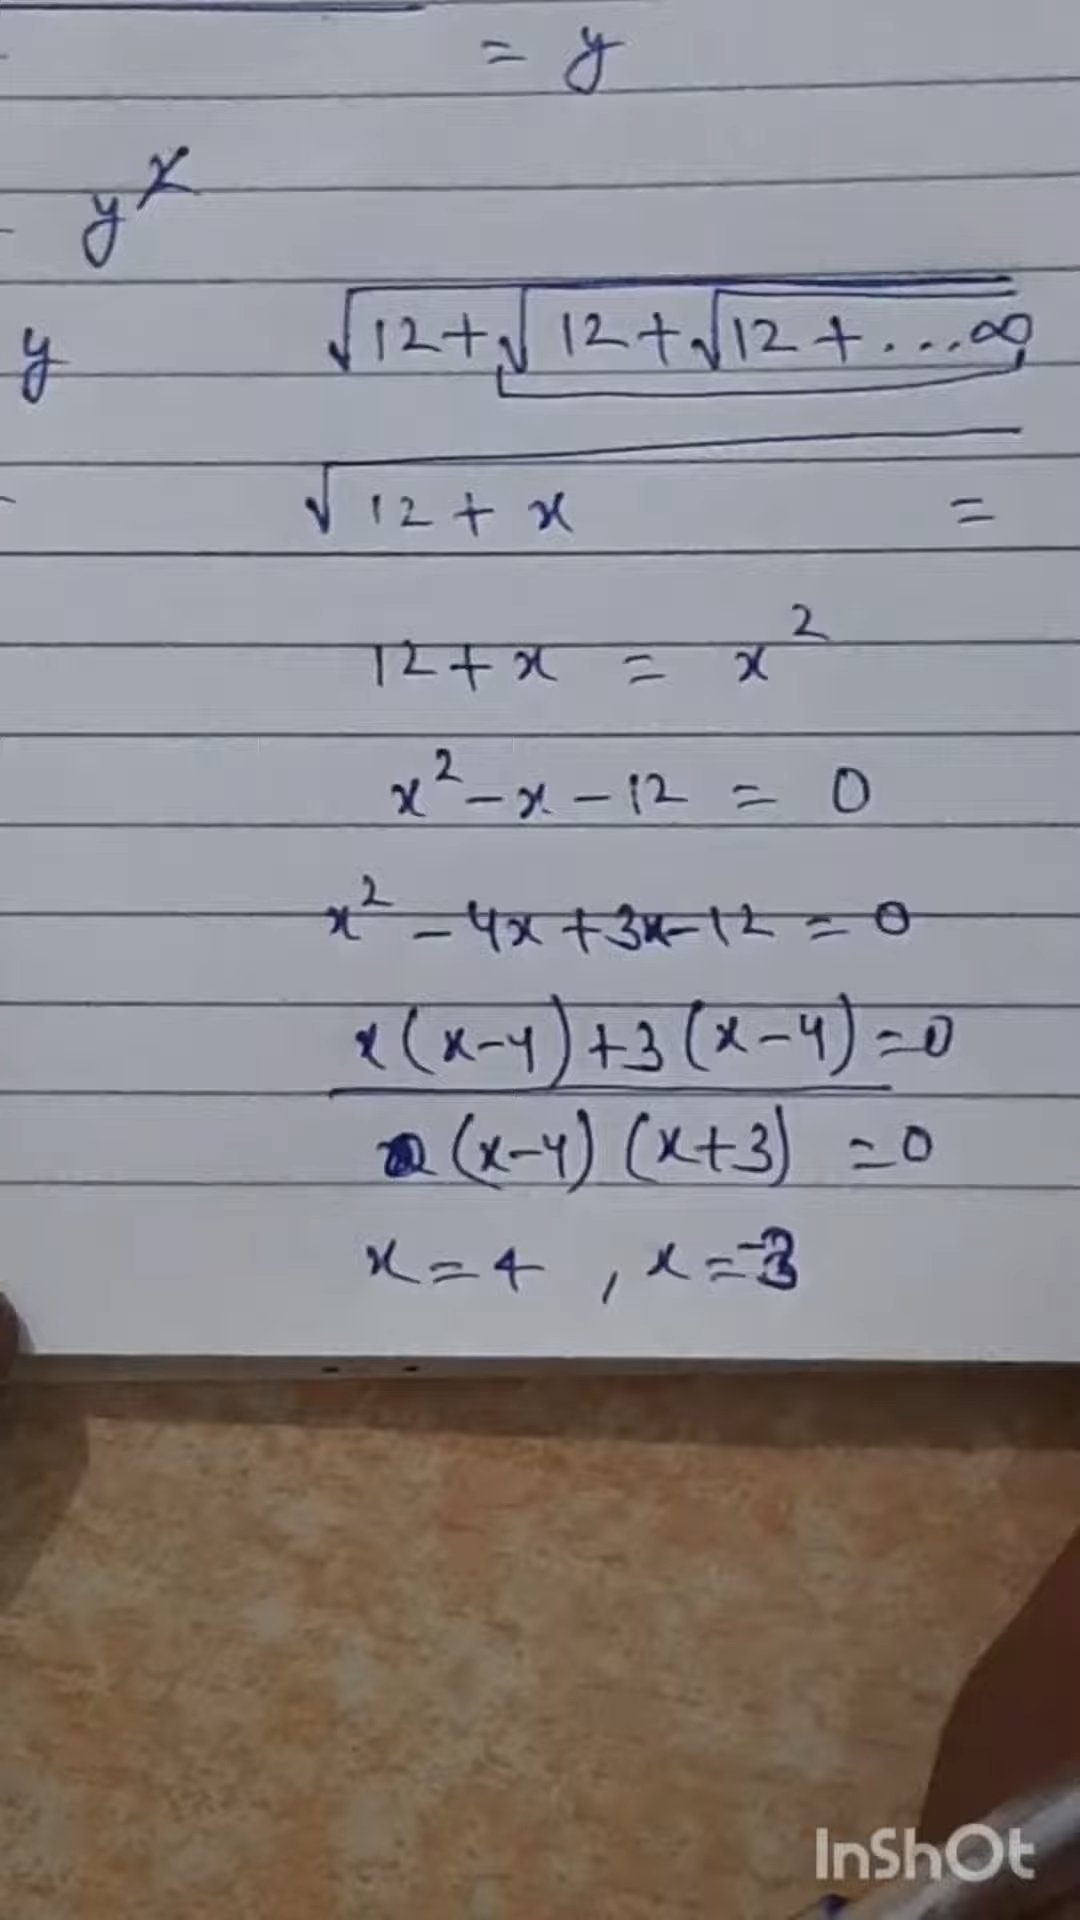 = y
y^x
y √12+√12+√12+...∞
√12+x =
12+x = x²
x²-x-12 = 0
x²-4x+3x-12=0
x(x-4)+3(x-4)=0
(x-4)(x+3)=0
x=4, x=-3
InShOt